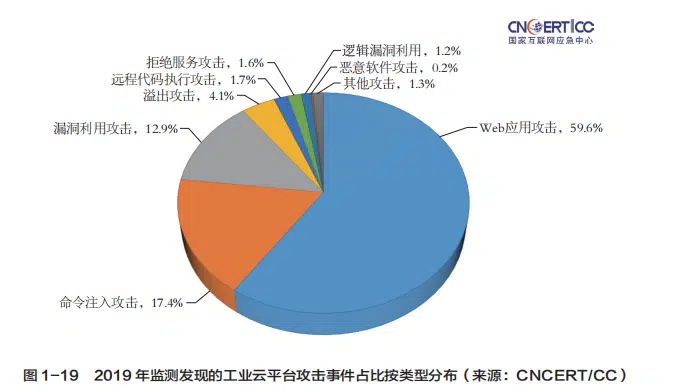 CNCERT/CC
国家互联网应急中心
拒绝服务攻击，1.6%
逻辑漏洞利用，1.2%
远程代码执行攻击，1.7%
恶意软件攻击，0.2%
溢出攻击，4.1%
其他攻击，1.3%
漏洞利用攻击，12.9%
Web应用攻击，59.6%
命令注入攻击，17.4%
图 1-19 2019 年监测发现的工业云平台攻击事件占比按类型分布（来源：CNCERT/CC）